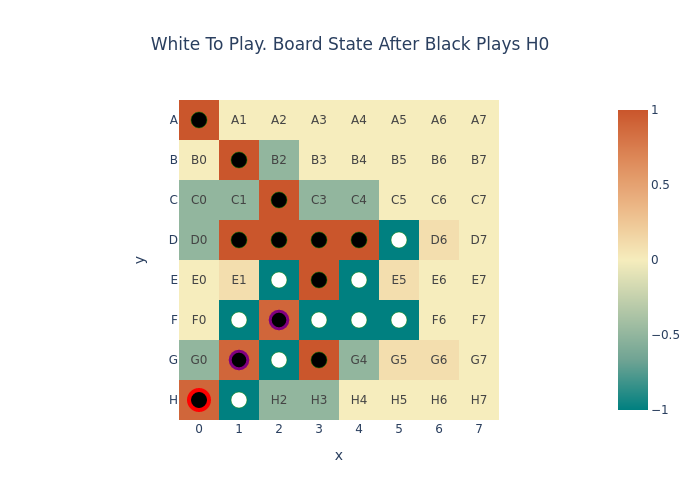 White To Play. Board State After Black Plays H0
A A1 A2 A3 A4 A5 A6 A7 1
B B0 B2 B3 B4 B5 B6 B7
C C0 C1 C3 C4 C5 C6 C7 0.5
D D0 D6 D7
y E E0 E1 E5 E6 E7 0
F F0 F6 F7 −0.5
G G0 G4 G5 G6 G7
H H2 H3 H4 H5 H6 H7 −1
0 1 2 3 4 5 6 7
x